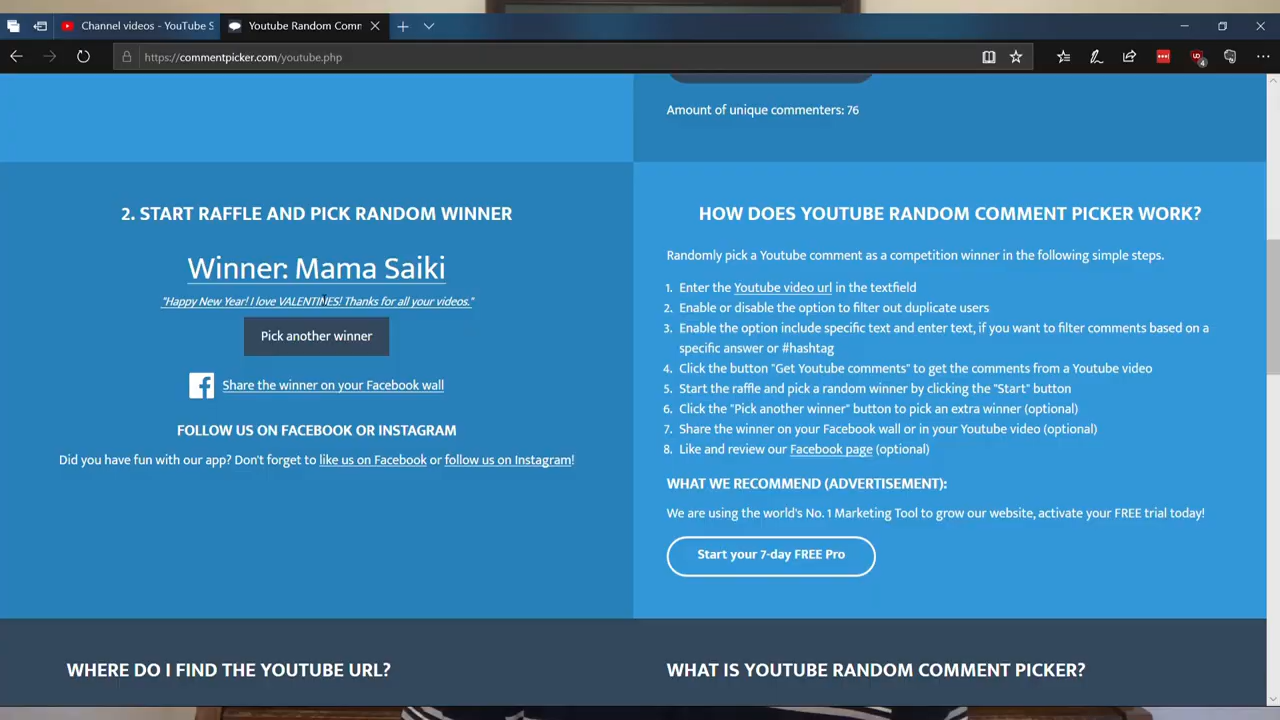 Channel videos - YouTube S
Youtube Random Comm
https://commentpicker.com/youtube.php
Amount of unique commenters: 76
2. START RAFFLE AND PICK RANDOM WINNER
Winner: Mama Saiki
"Happy New Year! I love VALENTINES! Thanks for all your videos."
Pick another winner
Share the winner on your Facebook wall
FOLLOW US ON FACEBOOK OR INSTAGRAM
Did you have fun with our app? Don't forget to like us on Facebook or follow us on Instagram!
HOW DOES YOUTUBE RANDOM COMMENT PICKER WORK?
Randomly pick a Youtube comment as a competition winner in the following simple steps.
1. Enter the Youtube video url in the textfield
2. Enable or disable the option to filter out duplicate users
3. Enable the option include specific text and enter text, if you want to filter comments based on a
specific answer or #hashtag
4. Click the button "Get Youtube comments" to get the comments from a Youtube video
5. Start the raffle and pick a random winner by clicking the "Start" button
6. Click the "Pick another winner" button to pick an extra winner (optional)
7. Share the winner on your Facebook wall or in your Youtube video (optional)
8. Like and review our Facebook page (optional)
WHAT WE RECOMMEND (ADVERTISEMENT):
We are using the world's No. 1 Marketing Tool to grow our website, activate your FREE trial today!
Start your 7-day FREE Pro
WHERE DO I FIND THE YOUTUBE URL?
WHAT IS YOUTUBE RANDOM COMMENT PICKER?